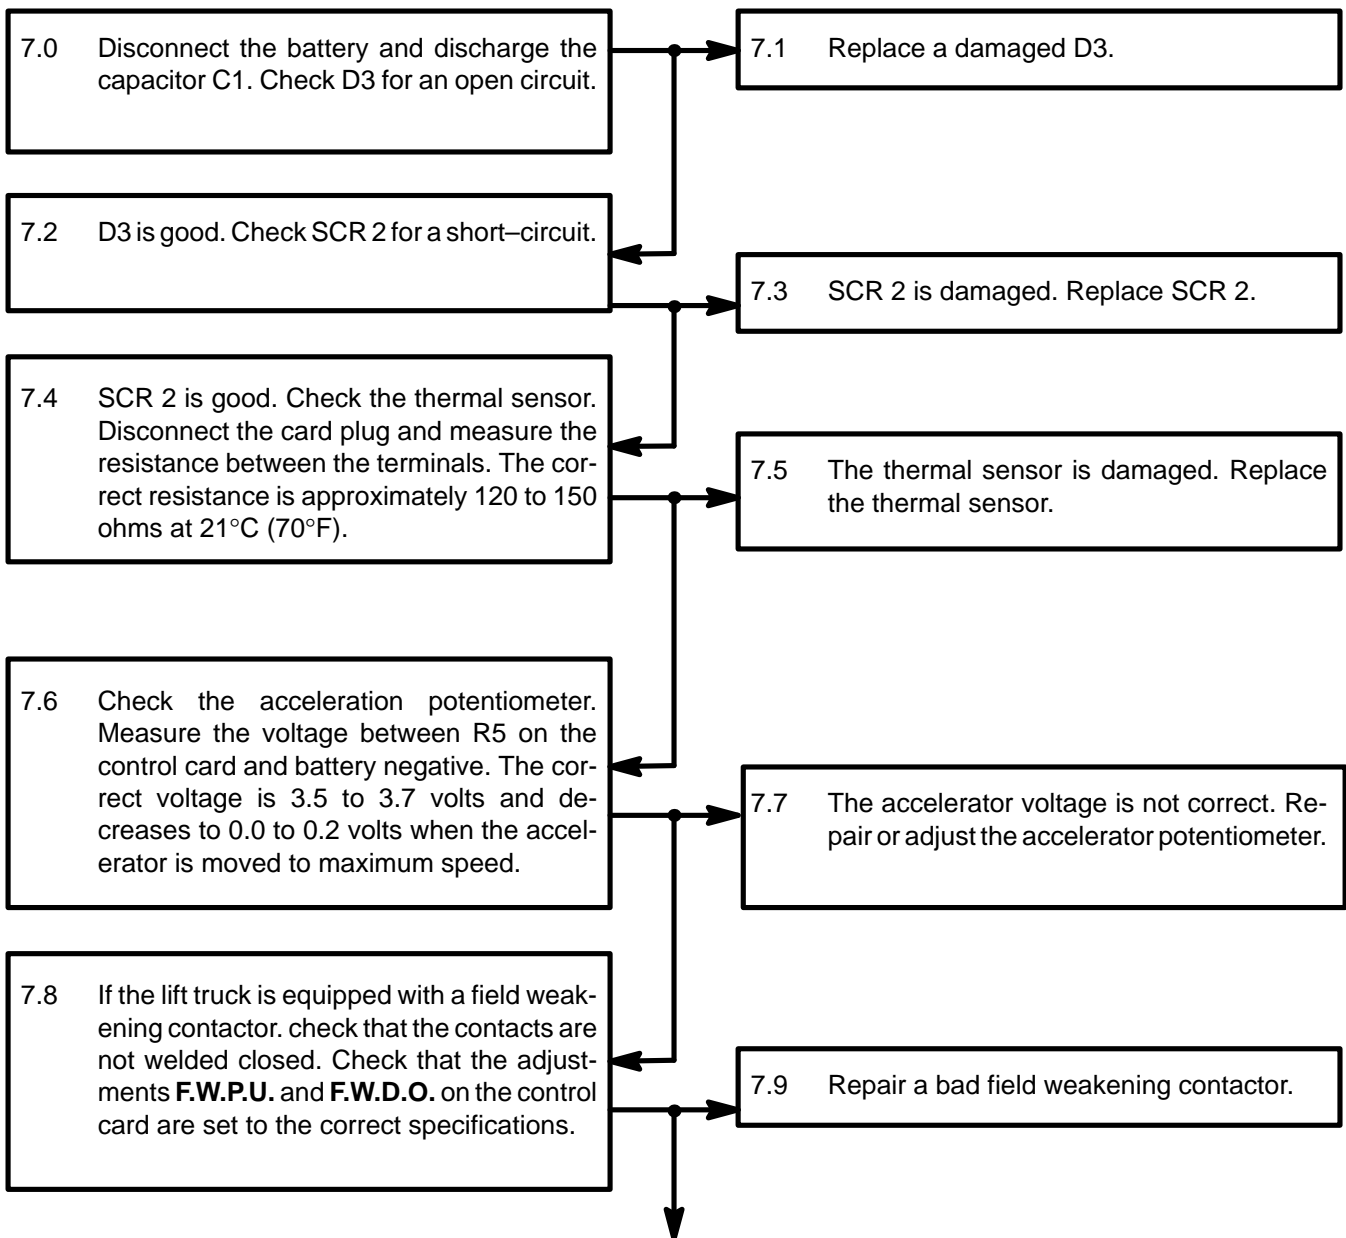 7.0 Disconnect the battery and discharge the
capacitor C1. Check D3 for an open circuit.
7.1 Replace a damaged D3.
7.2 D3 is good. Check SCR 2 for a short–circuit.
7.3 SCR 2 is damaged. Replace SCR 2.
7.4 SCR 2 is good. Check the thermal sensor.
Disconnect the card plug and measure the
resistance between the terminals. The cor-
rect resistance is approximately 120 to 150
ohms at 21°C (70°F).
7.5 The thermal sensor is damaged. Replace
the thermal sensor.
7.6 Check the acceleration potentiometer.
Measure the voltage between R5 on the
control card and battery negative. The cor-
rect voltage is 3.5 to 3.7 volts and de-
creases to 0.0 to 0.2 volts when the accel-
erator is moved to maximum speed.
7.7 The accelerator voltage is not correct. Re-
pair or adjust the accelerator potentiometer.
7.8 If the lift truck is equipped with a field weak-
ening contactor. check that the contacts are
not welded closed. Check that the adjust-
ments F.W.P.U. and F.W.D.O. on the control
card are set to the correct specifications.
7.9 Repair a bad field weakening contactor.